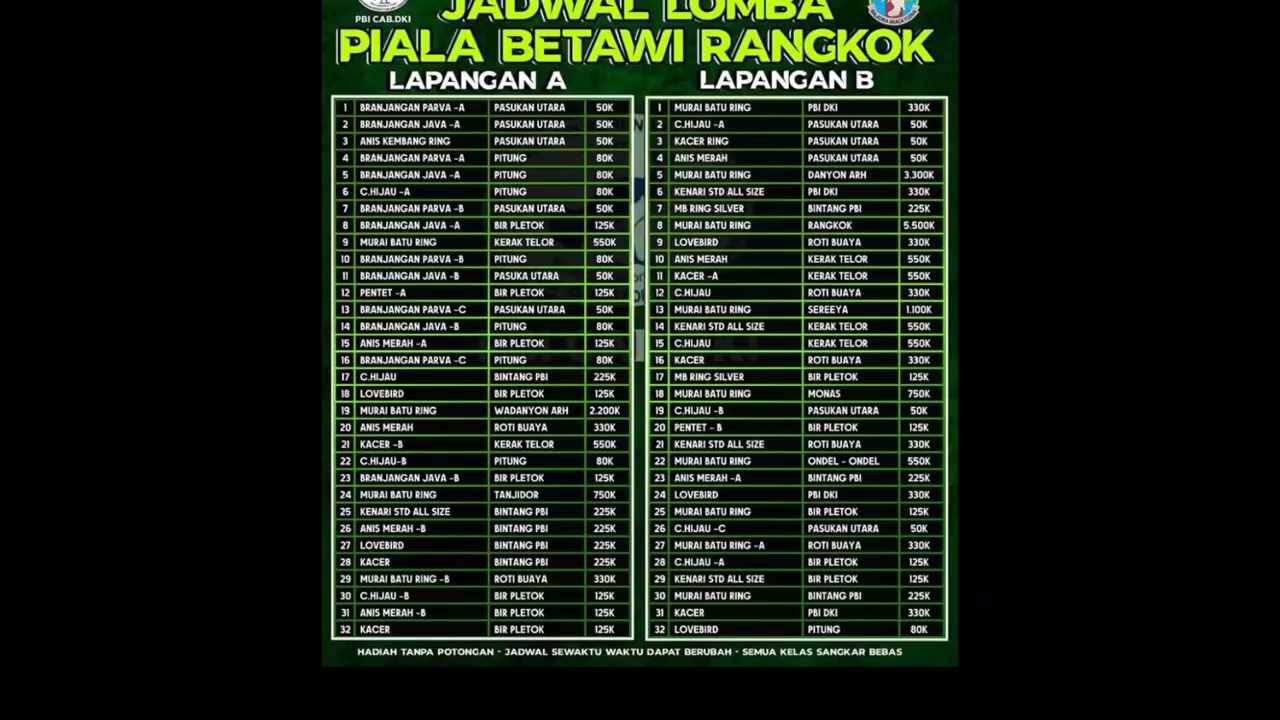 PBI CAB.DKI
JADWAL LOMBA
PIALA BETAWI RANGKOK
LAPANGAN A
1 BRANJANGAN PARVA -A PASUKAN UTARA 50K
2 BRANJANGAN JAVA -A PASUKAN UTARA 50K
3 ANIS KEMBANG RING PASUKAN UTARA 50K
4 BRANJANGAN PARVA -A PITUNG 80K
5 BRANJANGAN JAVA -A PITUNG 80K
6 C.HIJAU -A PITUNG 80K
7 BRANJANGAN PARVA -B PASUKAN UTARA 50K
8 BRANJANGAN JAVA -A BIR PLETOK 125K
9 MURAI BATU RING KERAK TELOR 550K
10 BRANJANGAN PARVA -B PITUNG 80K
11 BRANJANGAN JAVA -B PASUKA UTARA 50K
12 PENTET -A BIR PLETOK 125K
13 BRANJANGAN PARVA -C PASUKAN UTARA 50K
14 BRANJANGAN JAVA -B PITUNG 80K
15 ANIS MERAH -A BIR PLETOK 125K
16 BRANJANGAN PARVA -C PITUNG 80K
17 C.HIJAU BINTANG PBI 225K
18 LOVEBIRD BIR PLETOK 125K
19 MURAI BATU RING WADANYON ARH 2.200K
20 ANIS MERAH ROTI BUAYA 330K
21 KACER -B KERAK TELOR 550K
22 C.HIJAU-B PITUNG 80K
23 BRANJANGAN JAVA -B BIR PLETOK 125K
24 MURAI BATU RING TANJIDOR 750K
25 KENARI STD ALL SIZE BINTANG PBI 225K
26 ANIS MERAH -B BINTANG PBI 225K
27 LOVEBIRD BINTANG PBI 225K
28 KACER BINTANG PBI 225K
29 MURAI BATU RING -B ROTI BUAYA 330K
30 C.HIJAU -B BIR PLETOK 125K
31 ANIS MERAH -B BIR PLETOK 125K
32 KACER BIR PLETOK 125K
LAPANGAN B
1 MURAI BATU RING PBI DKI 330K
2 C.HIJAU -A PASUKAN UTARA 50K
3 KACER RING PASUKAN UTARA 50K
4 ANIS MERAH PASUKAN UTARA 50K
5 MURAI BATU RING DANYON ARH 3.300K
6 KENARI STD ALL SIZE PBI DKI 330K
7 MB RING SILVER BINTANG PBI 225K
8 MURAI BATU RING RANGKOK 5.500K
9 LOVEBIRD ROTI BUAYA 330K
10 ANIS MERAH KERAK TELOR 550K
11 KACER -A KERAK TELOR 550K
12 C.HIJAU ROTI BUAYA 330K
13 MURAI BATU RING SEREEYA 1.100K
14 KENARI STD ALL SIZE KERAK TELOR 550K
15 C.HIJAU KERAK TELOR 550K
16 KACER ROTI BUAYA 330K
17 MB RING SILVER BIR PLETOK 125K
18 MURAI BATU RING MONAS 750K
19 C.HIJAU -B PASUKAN UTARA 50K
20 PENTET - B BIR PLETOK 125K
21 KENARI STD ALL SIZE ROTI BUAYA 330K
22 MURAI BATU RING ONDEL - ONDEL 550K
23 ANIS MERAH -A BINTANG PBI 225K
24 LOVEBIRD PBI DKI 330K
25 MURAI BATU RING BIR PLETOK 125K
26 C.HIJAU -C PASUKAN UTARA 50K
27 MURAI BATU RING -A ROTI BUAYA 330K
28 C.HIJAU -A BIR PLETOK 125K
29 KENARI STD ALL SIZE BIR PLETOK 125K
30 MURAI BATU RING BINTANG PBI 225K
31 KACER PBI DKI 330K
32 LOVEBIRD PITUNG 80K
HADIAH TANPA POTONGAN - JADWAL SEWAKTU WAKTU DAPAT BERUBAH - SEMUA KELAS SANGKAR BEBAS